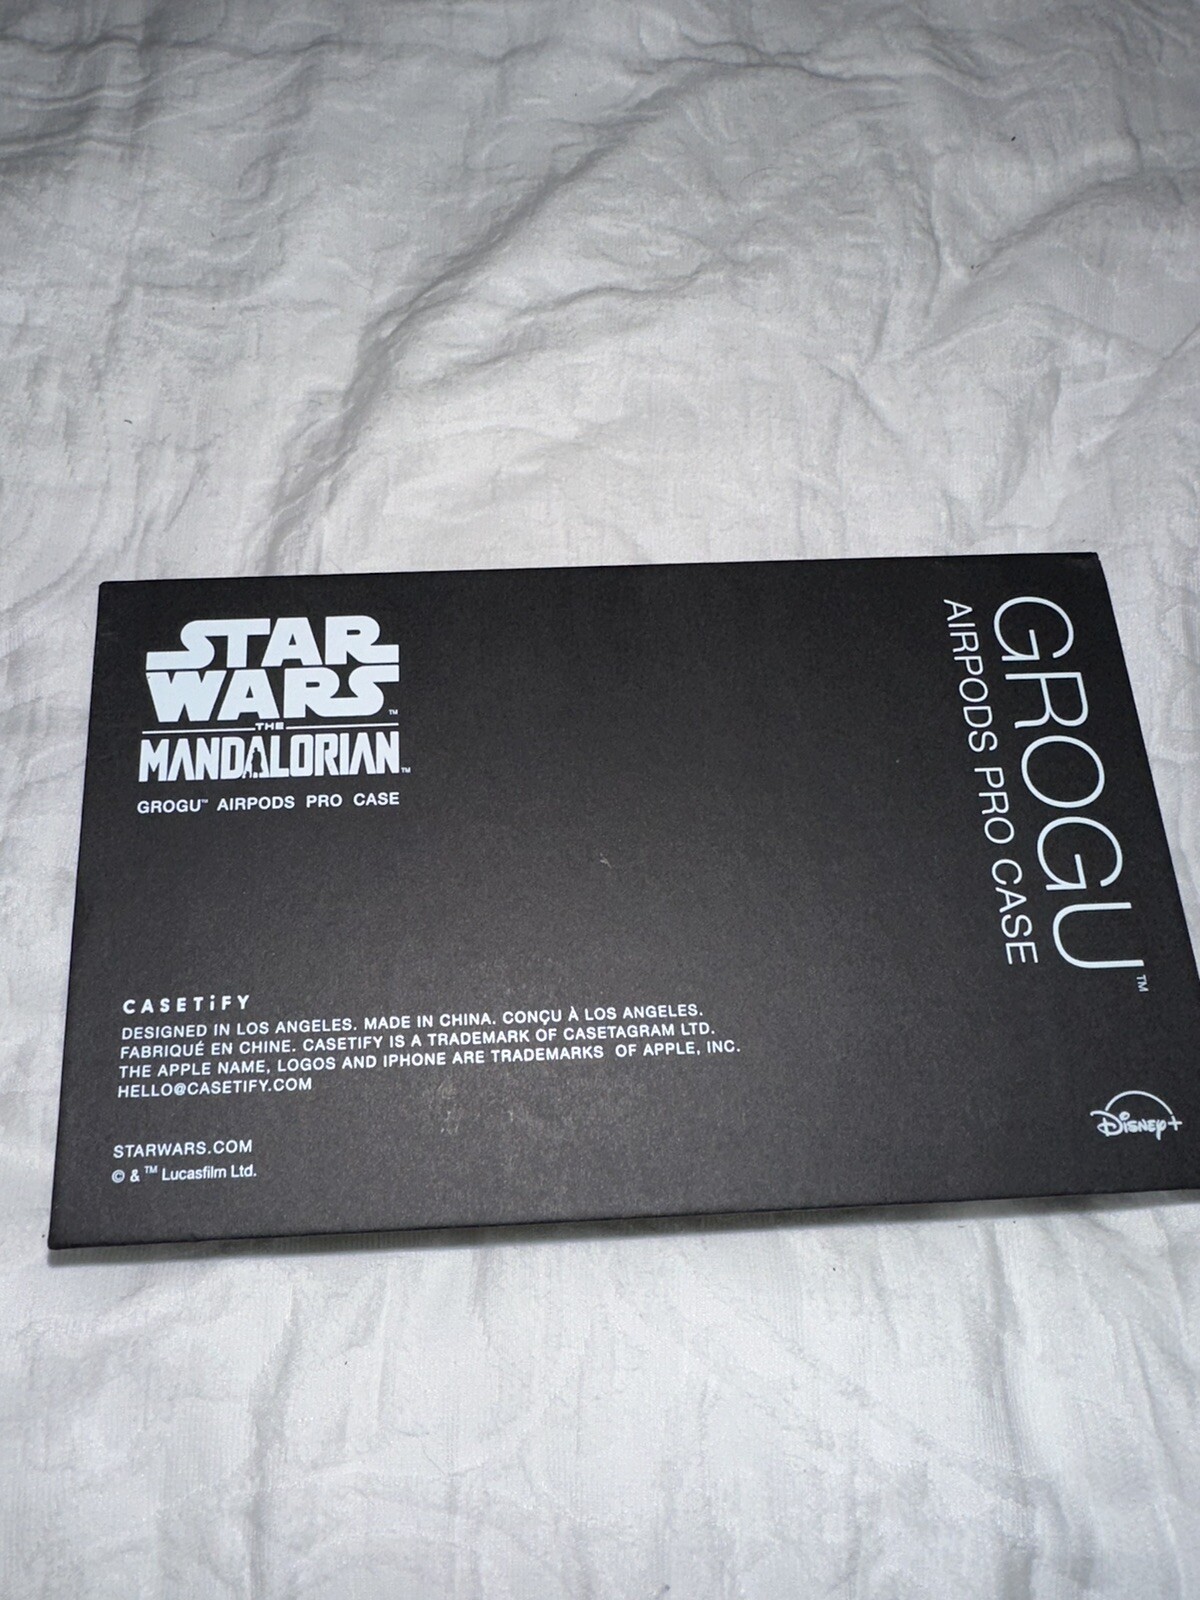 STAR
WARS™
THE
MANDALORIAN™
GROGU™ AIRPODS PRO CASE
CASETiFY
DESIGNED IN LOS ANGELES. MADE IN CHINA. CONÇU À LOS ANGELES.
FABRIQUÉ EN CHINE. CASETIFY IS A TRADEMARK OF CASETAGRAM LTD.
THE APPLE NAME, LOGOS AND IPHONE ARE TRADEMARKS OF APPLE, INC.
HELLO@CASETIFY.COM
STARWARS.COM
© & ™ Lucasfilm Ltd.
GROGU™
AIRPODS PRO CASE
Disney+